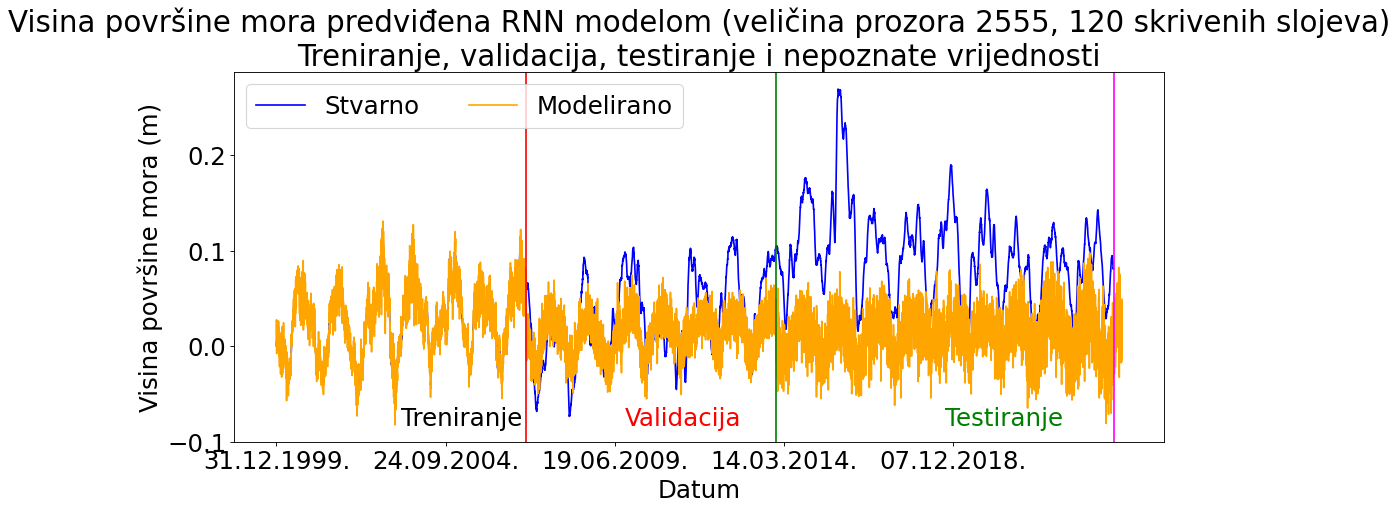 Visina površine mora predviđena RNN modelom (veličina prozora 2555, 120 skrivenih slojeva)
Treniranje, validacija, testiranje i nepoznate vrijednosti
Stvarno
Modelirano
Visina površine mora (m)
0.2
0.1
0.0
−0.1
Treniranje
Validacija
Testiranje
31.12.1999.
24.09.2004.
19.06.2009.
14.03.2014.
07.12.2018.
Datum